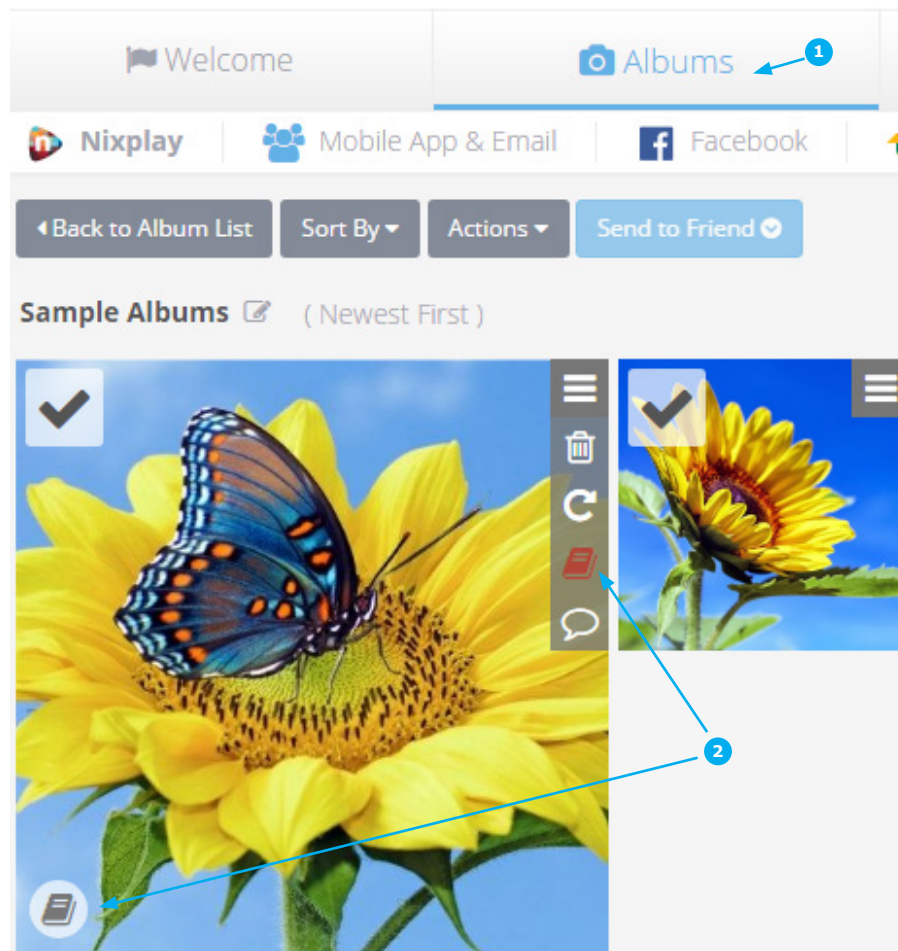 Welcome
Albums
1
Nixplay
Mobile App & Email
Facebook
Back to Album List
Sort By
Actions
Send to Friend
Sample Albums
( Newest First )
2